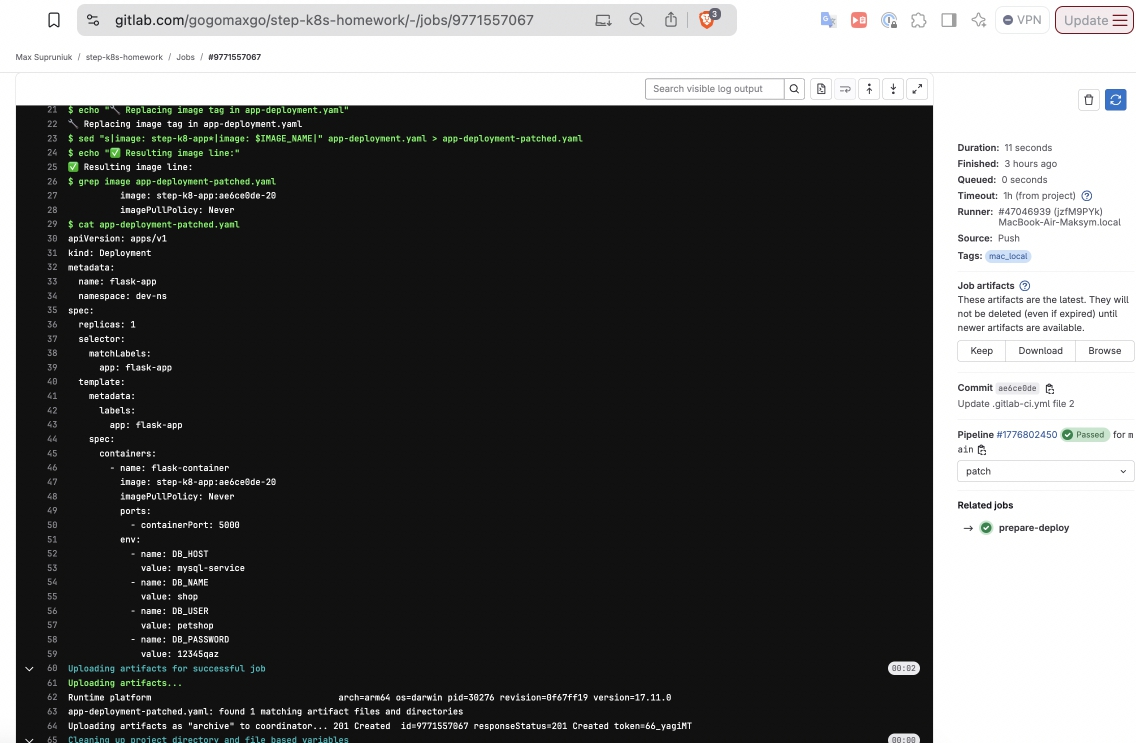 gitlab.com/gogomaxgo/step-k8s-homework/-/jobs/9771557067
3
VPN
Update
Max Supruniuk / step-k8s-homework / Jobs / #9771557067
Search visible log output
21 $ echo "🔧 Replacing image tag in app-deployment.yaml"
22 🔧 Replacing image tag in app-deployment.yaml
23 $ sed "s|image: step-k8-app*|image: $IMAGE_NAME|" app-deployment.yaml > app-deployment-patched.yaml
24 $ echo "✅ Resulting image line:"
25 ✅ Resulting image line:
26 $ grep image app-deployment-patched.yaml
27 image: step-k8-app:ae6ce0de-20
28 imagePullPolicy: Never
29 $ cat app-deployment-patched.yaml
30 apiVersion: apps/v1
31 kind: Deployment
32 metadata:
33 name: flask-app
34 namespace: dev-ns
35 spec:
36 replicas: 1
37 selector:
38 matchLabels:
39 app: flask-app
40 template:
41 metadata:
42 labels:
43 app: flask-app
44 spec:
45 containers:
46 - name: flask-container
47 image: step-k8-app:ae6ce0de-20
48 imagePullPolicy: Never
49 ports:
50 - containerPort: 5000
51 env:
52 - name: DB_HOST
53 value: mysql-service
54 - name: DB_NAME
55 value: shop
56 - name: DB_USER
57 value: petshop
58 - name: DB_PASSWORD
59 value: 12345qaz
60 Uploading artifacts for successful job 00:02
61 Uploading artifacts...
62 Runtime platform arch=arm64 os=darwin pid=30276 revision=0f67ff19 version=17.11.0
63 app-deployment-patched.yaml: found 1 matching artifact files and directories
64 Uploading artifacts as "archive" to coordinator... 201 Created id=9771557067 responseStatus=201 Created token=66_yagiMT
65 Cleaning up project directory and file based variables 00:00
Duration: 11 seconds
Finished: 3 hours ago
Queued: 0 seconds
Timeout: 1h (from project)
Runner: #47046939 (jzfM9PYk)
MacBook-Air-Maksym.local
Source: Push
Tags: mac_local
Job artifacts
These artifacts are the latest. They will
not be deleted (even if expired) until
newer artifacts are available.
Keep Download Browse
Commit ae6ce0de
Update .gitlab-ci.yml file 2
Pipeline #1776802450 Passed for m
ain
patch
Related jobs
→ prepare-deploy